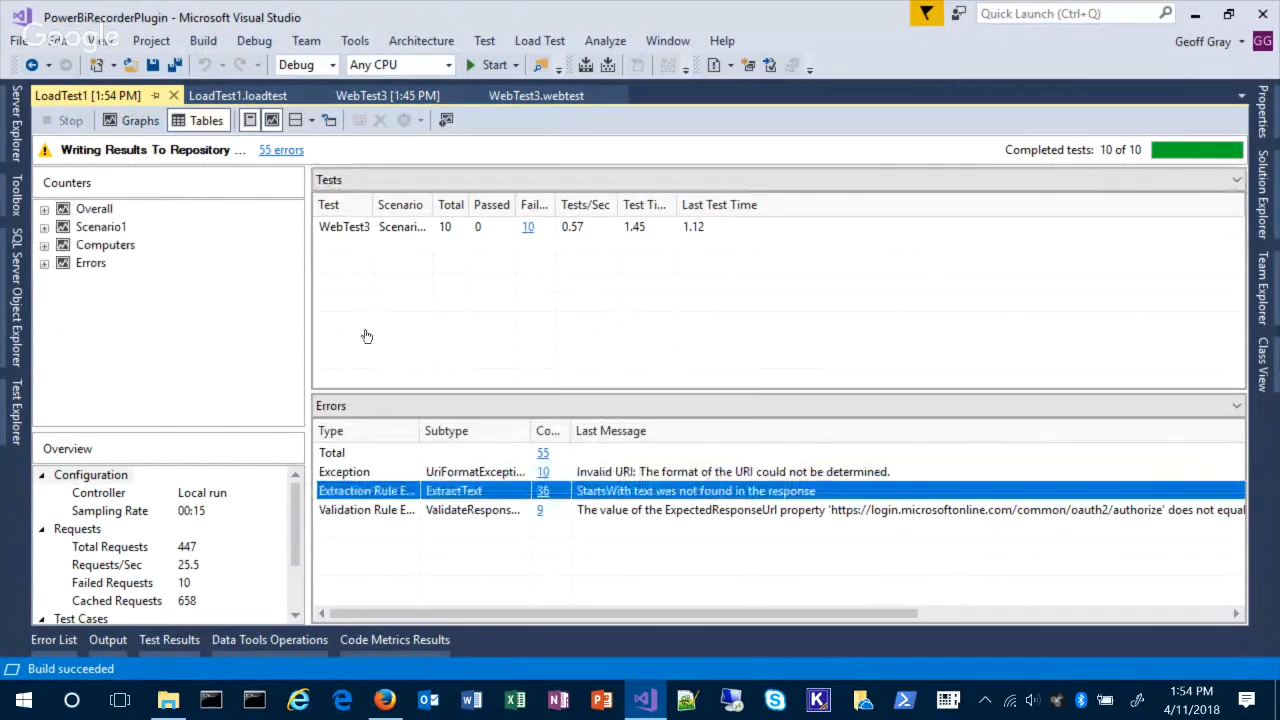 PowerBiRecorderPlugin - Microsoft Visual Studio
Quick Launch (Ctrl+Q)
Google
File Edit View Project Build Debug Team Tools Architecture Test Load Test Analyze Window Help
Geoff Gray GG
Debug Any CPU Start
LoadTest1 [1:54 PM] LoadTest1.loadtest WebTest3 [1:45 PM] WebTest3.webtest
Stop Graphs Tables
Writing Results To Repository ... 55 errors Completed tests: 10 of 10
Counters
Overall
Scenario1
Computers
Errors
Tests
Test Scenario Total Passed Fail... Tests/Sec Test Ti... Last Test Time
WebTest3 Scenari... 10 0 10 0.57 1.45 1.12
Errors
Type Subtype Co... Last Message
Total 55
Exception UriFormatExcepti... 10 Invalid URI: The format of the URI could not be determined.
Extraction Rule E... ExtractText 36 StartsWith text was not found in the response
Validation Rule E... ValidateRespons... 9 The value of the ExpectedResponseUrl property 'https://login.microsoftonline.com/common/oauth2/authorize' does not equal
Overview
Configuration
Controller Local run
Sampling Rate 00:15
Requests
Total Requests 447
Requests/Sec 25.5
Failed Requests 10
Cached Requests 658
Test Cases
Server Explorer
Toolbox
SQL Server Object Explorer
Test Explorer
Properties
Solution Explorer
Team Explorer
Class View
Error List Output Test Results Data Tools Operations Code Metrics Results
Build succeeded
1:54 PM
4/11/2018